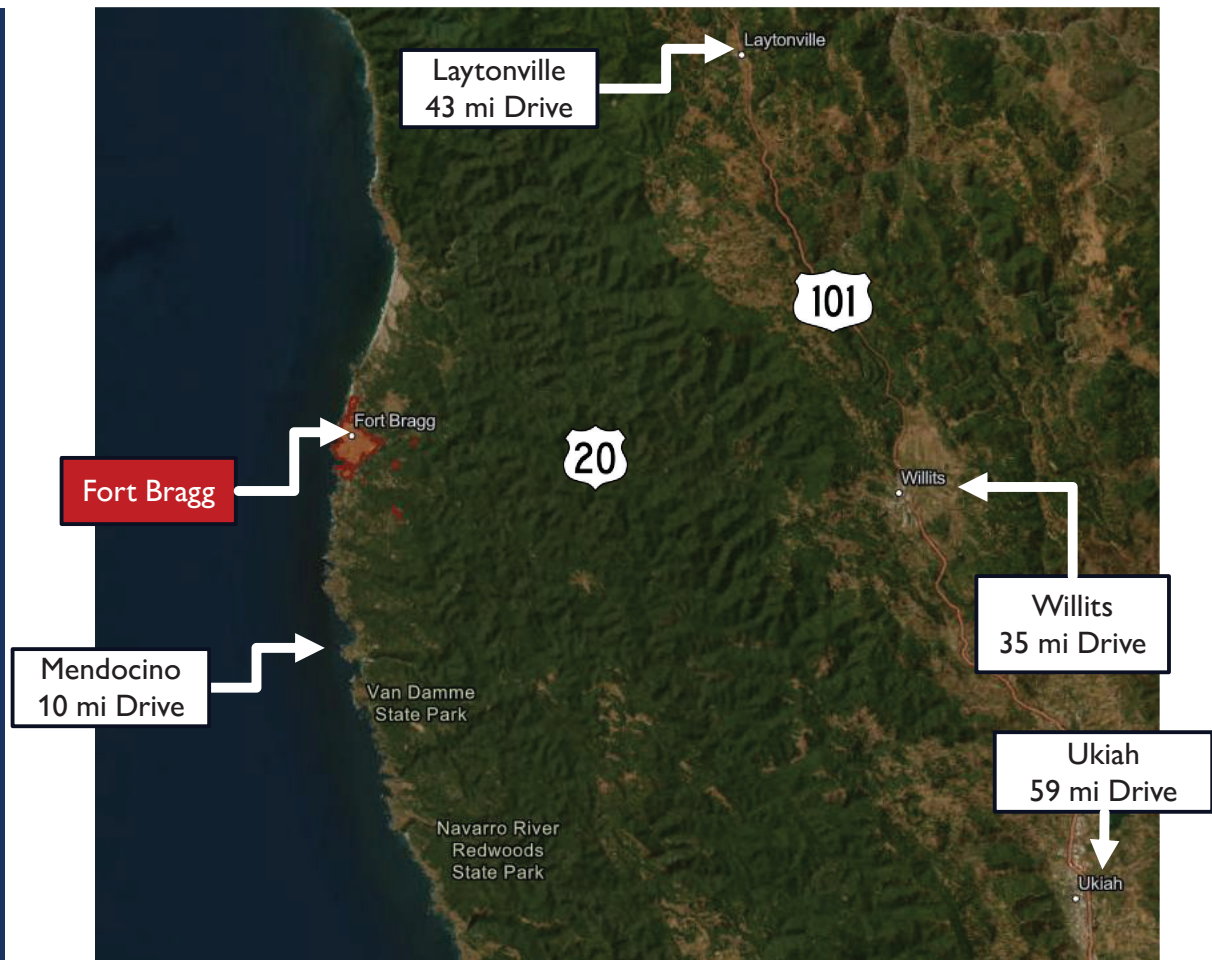 Laytonville
Laytonville
43 mi Drive
101
Fort Bragg
20
Fort Bragg
Willits
Willits
35 mi Drive
Mendocino
10 mi Drive
Van Damme
State Park
Ukiah
59 mi Drive
Navarro River
Redwoods
State Park
Ukiah